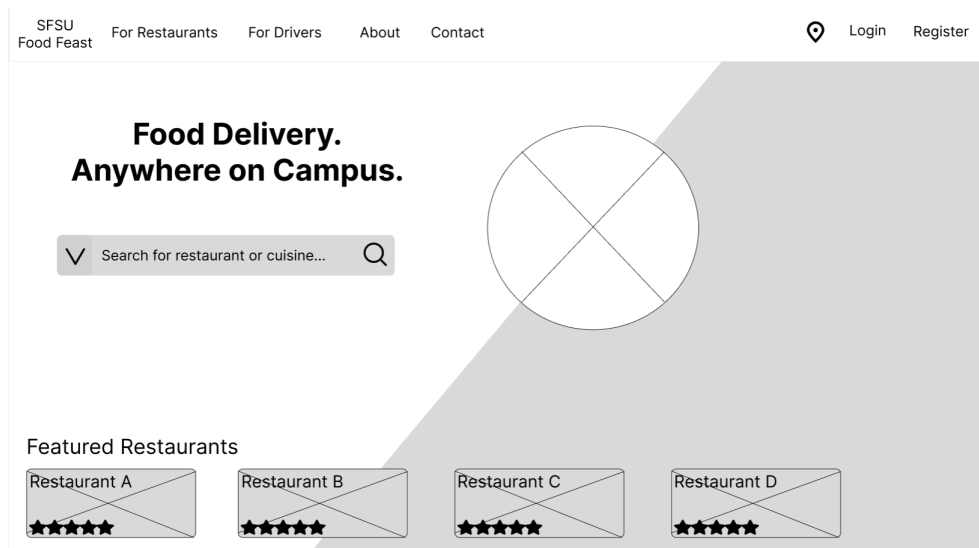 SFSU
Food Feast
For Restaurants
For Drivers
About
Contact
Login
Register
Food Delivery.
Anywhere on Campus.
Search for restaurant or cuisine...
Featured Restaurants
Restaurant A
Restaurant B
Restaurant C
Restaurant D